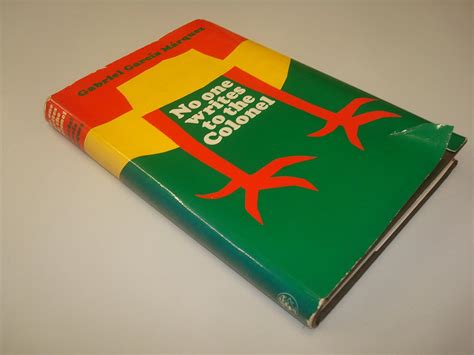 Gabriel García Márquez
No one
writes
to the
Colonel